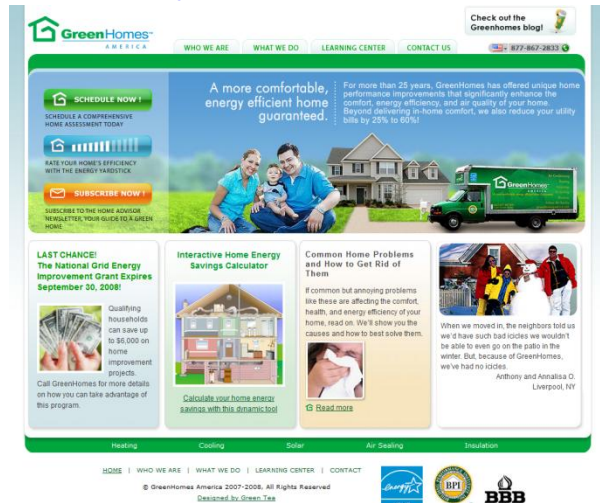 Check out the
Greenhomes blog!
GreenHomes™
AMERICA
WHO WE ARE
WHAT WE DO
LEARNING CENTER
CONTACT US
877-867-2833
SCHEDULE NOW !
SCHEDULE A COMPREHENSIVE
HOME ASSESSMENT TODAY
RATE YOUR HOME'S EFFICIENCY
WITH THE ENERGY YARDSTICK
SUBSCRIBE NOW !
SUBSCRIBE TO THE HOME ADVISOR
NEWSLETTER, YOUR GUIDE TO A GREEN
HOME
A more comfortable,
energy efficient home
guaranteed.
For more than 25 years, GreenHomes has offered unique home
performance improvements that significantly enhance the
comfort, energy efficiency, and air quality of your home.
Beyond delivering in-home comfort, we also reduce your utility
bills by 25% to 60%!
GreenHomes
AMERICA
LAST CHANCE!
The National Grid Energy
Improvement Grant Expires
September 30, 2008!
Qualifying
households
can save up
to $6,000 on
home
improvement
projects.
Call GreenHomes for more details
on how you can take advantage of
this program.
Interactive Home Energy
Savings Calculator
Calculate your home energy
savings with this dynamic tool
Common Home Problems
and How to Get Rid of
Them
If common but annoying problems
like these are affecting the comfort,
health, and energy efficiency of your
home, read on. We'll show you the
causes and how to best solve them.
Read more
When we moved in, the neighbors told us
we'd have such bad icicles we wouldn't
be able to even go on the patio in the
winter. But, because of GreenHomes,
we've had no icicles.
Anthony and Annalisa O.
Liverpool, NY
Heating
Cooling
Solar
Air Sealing
Insulation
HOME | WHO WE ARE | WHAT WE DO | LEARNING CENTER | CONTACT
© GreenHomes America 2007-2008, All Rights Reserved
Designed by Green Tea
energy
BPI
BBB